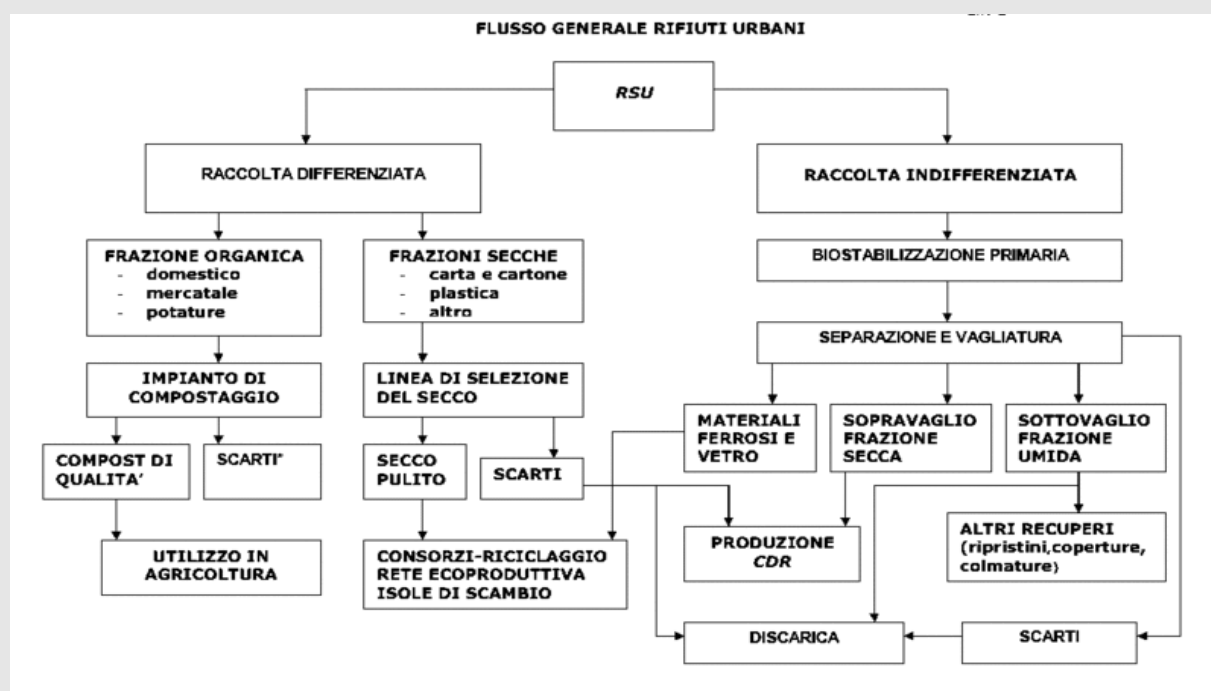 FLUSSO GENERALE RIFIUTI URBANI
RSU
RACCOLTA DIFFERENZIATA
RACCOLTA INDIFFERENZIATA
FRAZIONE ORGANICA
- domestico
- mercatale
- potature
FRAZIONI SECCHE
- carta e cartone
- plastica
- altro
BIOSTABILIZZAZIONE PRIMARIA
SEPARAZIONE E VAGLIATURA
IMPIANTO DI
COMPOSTAGGIO
LINEA DI SELEZIONE
DEL SECCO
MATERIALI
FERROSI E
VETRO
SOPRAVAGLIO
FRAZIONE
SECCA
SOTTOVAGLIO
FRAZIONE
UMIDA
COMPOST DI
QUALITA’
SCARTI*
SECCO
PULITO
SCARTI
UTILIZZO IN
AGRICOLTURA
CONSORZI-RICICLAGGIO
RETE ECOPRODUTTIVA
ISOLE DI SCAMBIO
PRODUZIONE
CDR
ALTRI RECUPERI
(ripristini,coperture,
colmature)
DISCARICA
SCARTI